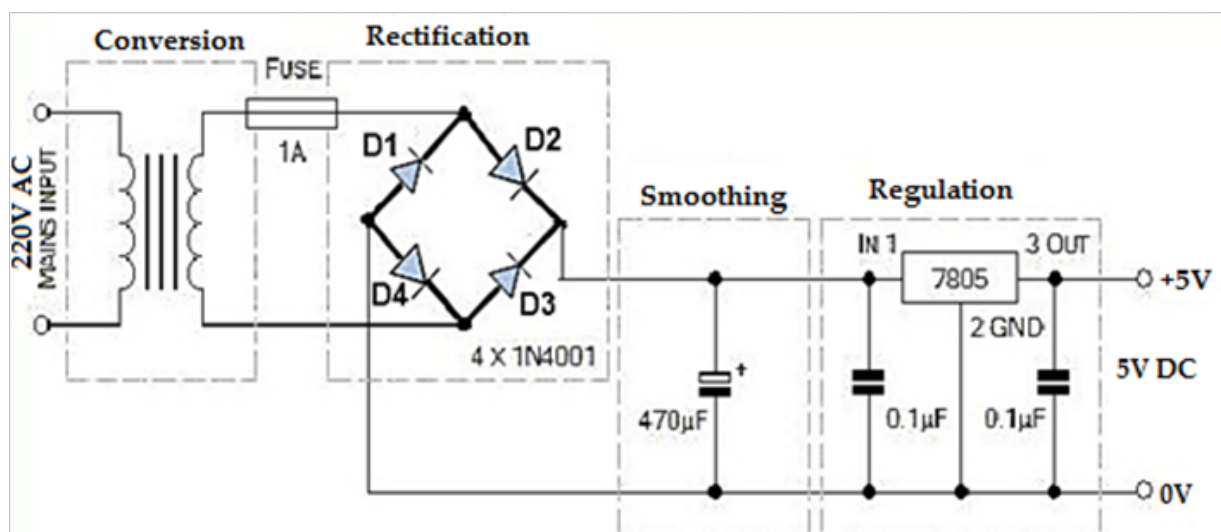 Conversion
Rectification
FUSE
1A
220V AC
MAINS INPUT
D1
D2
D4
D3
4 X 1N4001
Smoothing
Regulation
IN 1
3 OUT
7805
2 GND
+5V
5V DC
+
470µF
0.1µF
0.1µF
0V